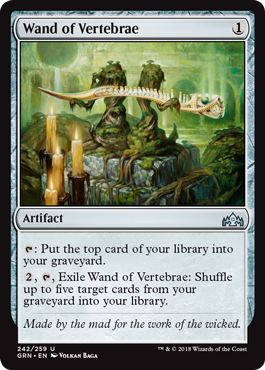 Wand of Vertebrae 1
Artifact
: Put the top card of your library into
your graveyard.
2, , Exile Wand of Vertebrae: Shuffle
up to five target cards from your
graveyard into your library.
Made by the mad for the work of the wicked.
242/259 U
GRN • EN Volkan Baga
™ & © 2018 Wizards of the Coast